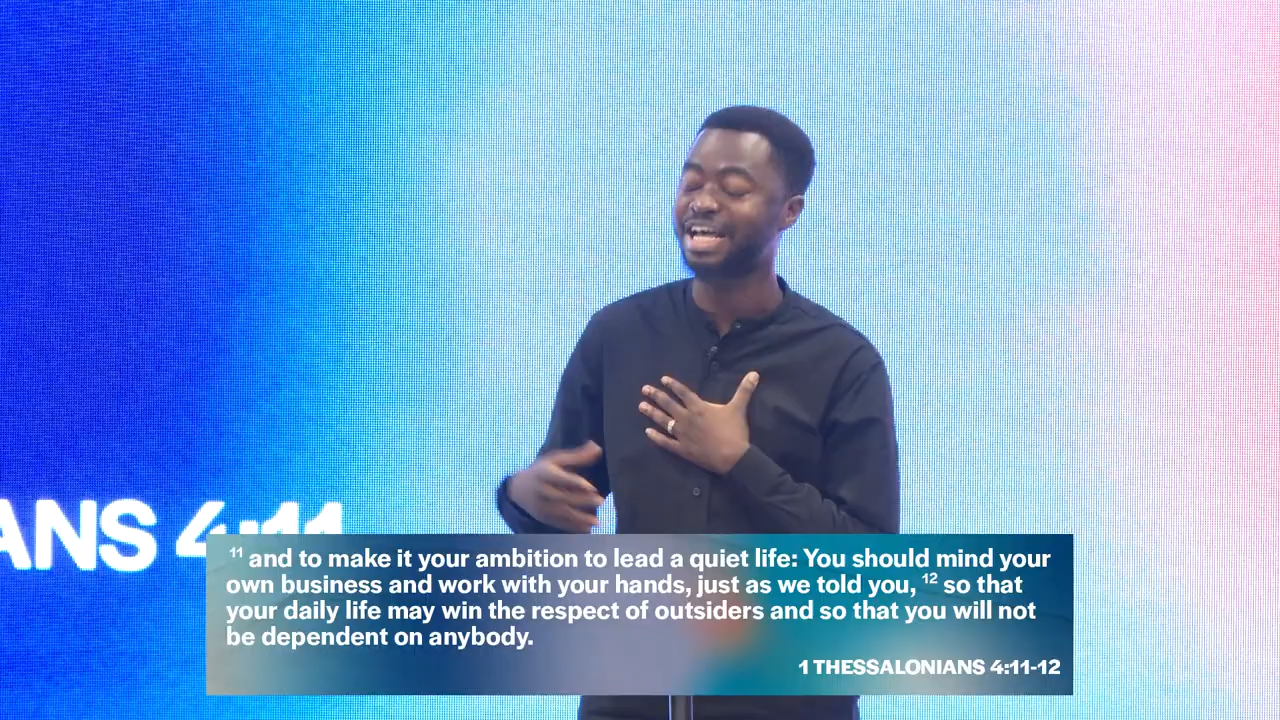 ANS 4:11
11 and to make it your ambition to lead a quiet life: You should mind your
own business and work with your hands, just as we told you, 12 so that
your daily life may win the respect of outsiders and so that you will not
be dependent on anybody.
1 THESSALONIANS 4:11-12